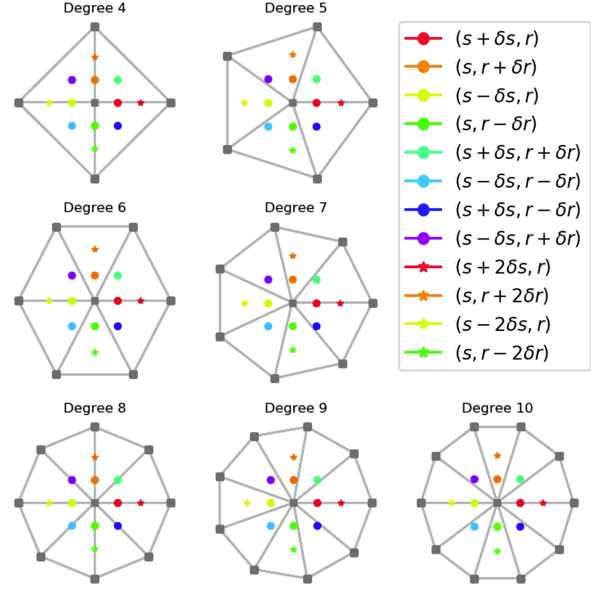 Degree 4
Degree 5
(s + δs, r)
(s, r + δr)
(s − δs, r)
(s, r − δr)
(s + δs, r + δr)
(s − δs, r − δr)
(s + δs, r − δr)
(s − δs, r + δr)
(s + 2δs, r)
(s, r + 2δr)
(s − 2δs, r)
(s, r − 2δr)
Degree 6
Degree 7
Degree 8
Degree 9
Degree 10